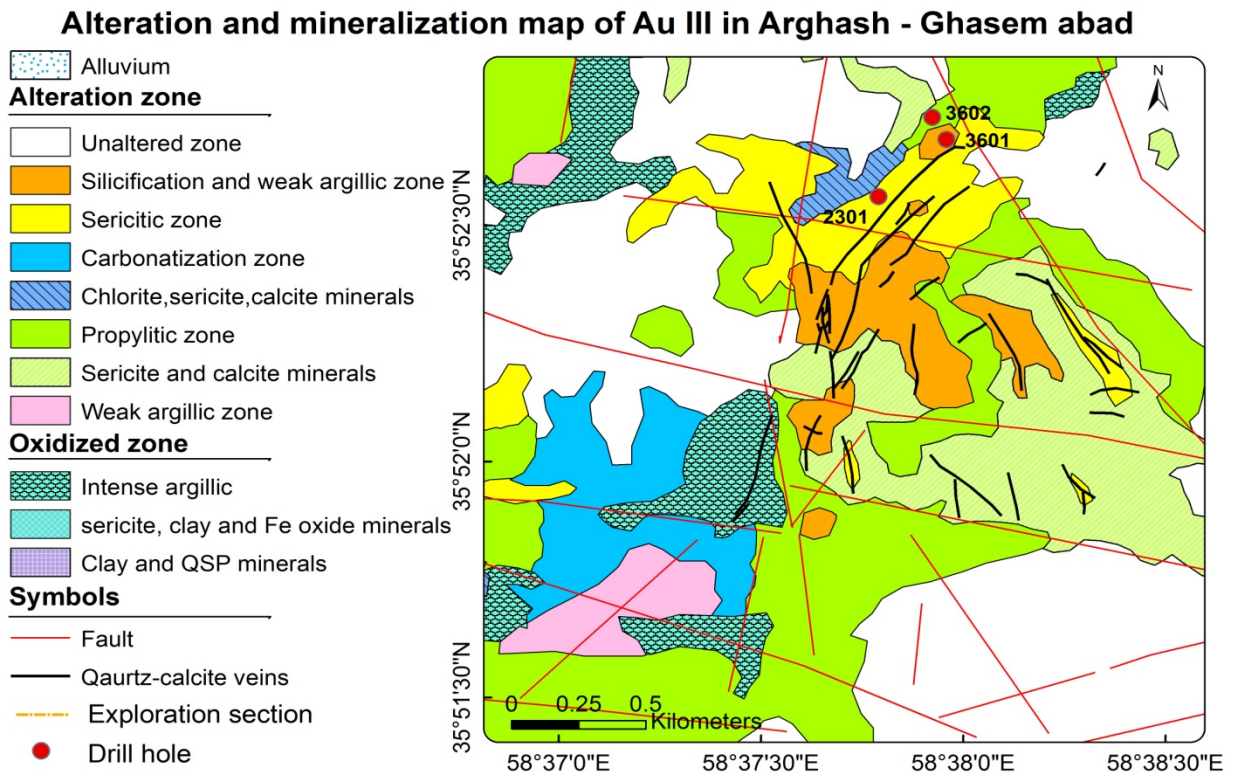 Alteration and mineralization map of Au III in Arghash - Ghasem abad
Alluvium
Alteration zone
Unaltered zone
Silicification and weak argillic zone
Sericitic zone
Carbonatization zone
Chlorite,sericite,calcite minerals
Propylitic zone
Sericite and calcite minerals
Weak argillic zone
Oxidized zone
Intense argillic
sericite, clay and Fe oxide minerals
Clay and QSP minerals
Symbols
Fault
Qaurtz-calcite veins
Exploration section
Drill hole
N
3602
3601
2301
35°52'30"N
35°52'0"N
35°51'30"N
0 0.25 0.5
Kilometers
58°37'0"E 58°37'30"E 58°38'0"E 58°38'30"E